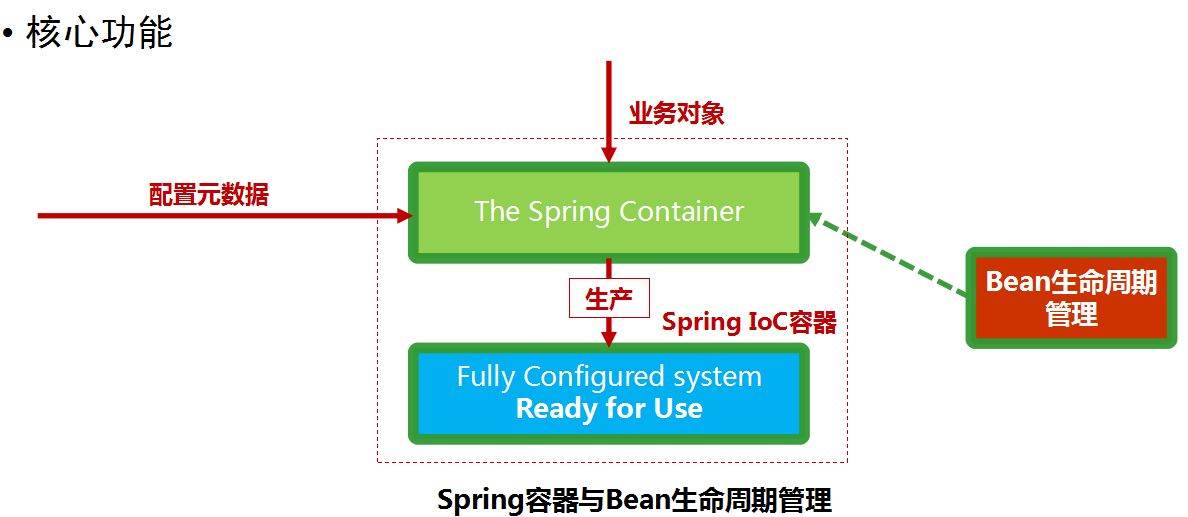 • 核心功能
业务对象
配置元数据
The Spring Container
Bean生命周期
管理
生产
Spring IoC容器
Fully Configured system
Ready for Use
Spring容器与Bean生命周期管理